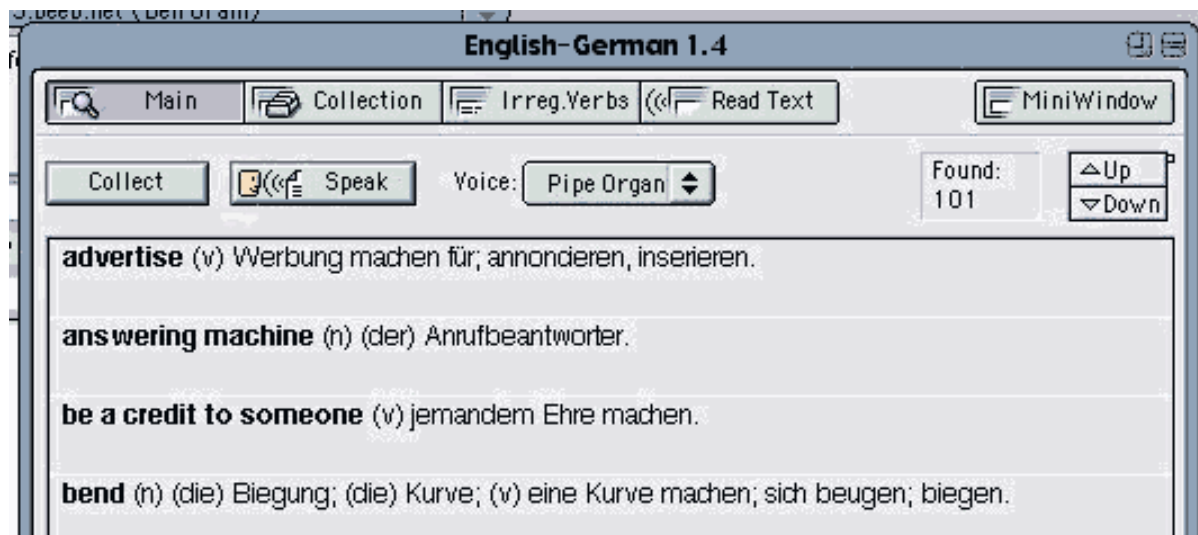 English-German 1.4
Main Collection Irreg.Verbs Read Text MiniWindow
Collect Speak Voice: Pipe Organ Found: 101 Up Down
advertise (v) Werbung machen für; annoncieren, inserieren.
answering machine (n) (der) Anrufbeantworter.
be a credit to someone (v) jemandem Ehre machen.
bend (n) (die) Biegung; (die) Kurve; (v) eine Kurve machen; sich beugen; biegen.